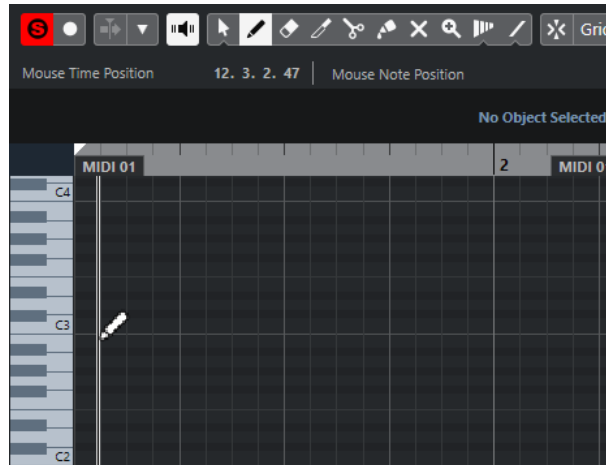 S
Grid
Mouse Time Position 12. 3. 2. 47 Mouse Note Position
No Object Selected
MIDI 01 2 MIDI 0
C4
C3
C2